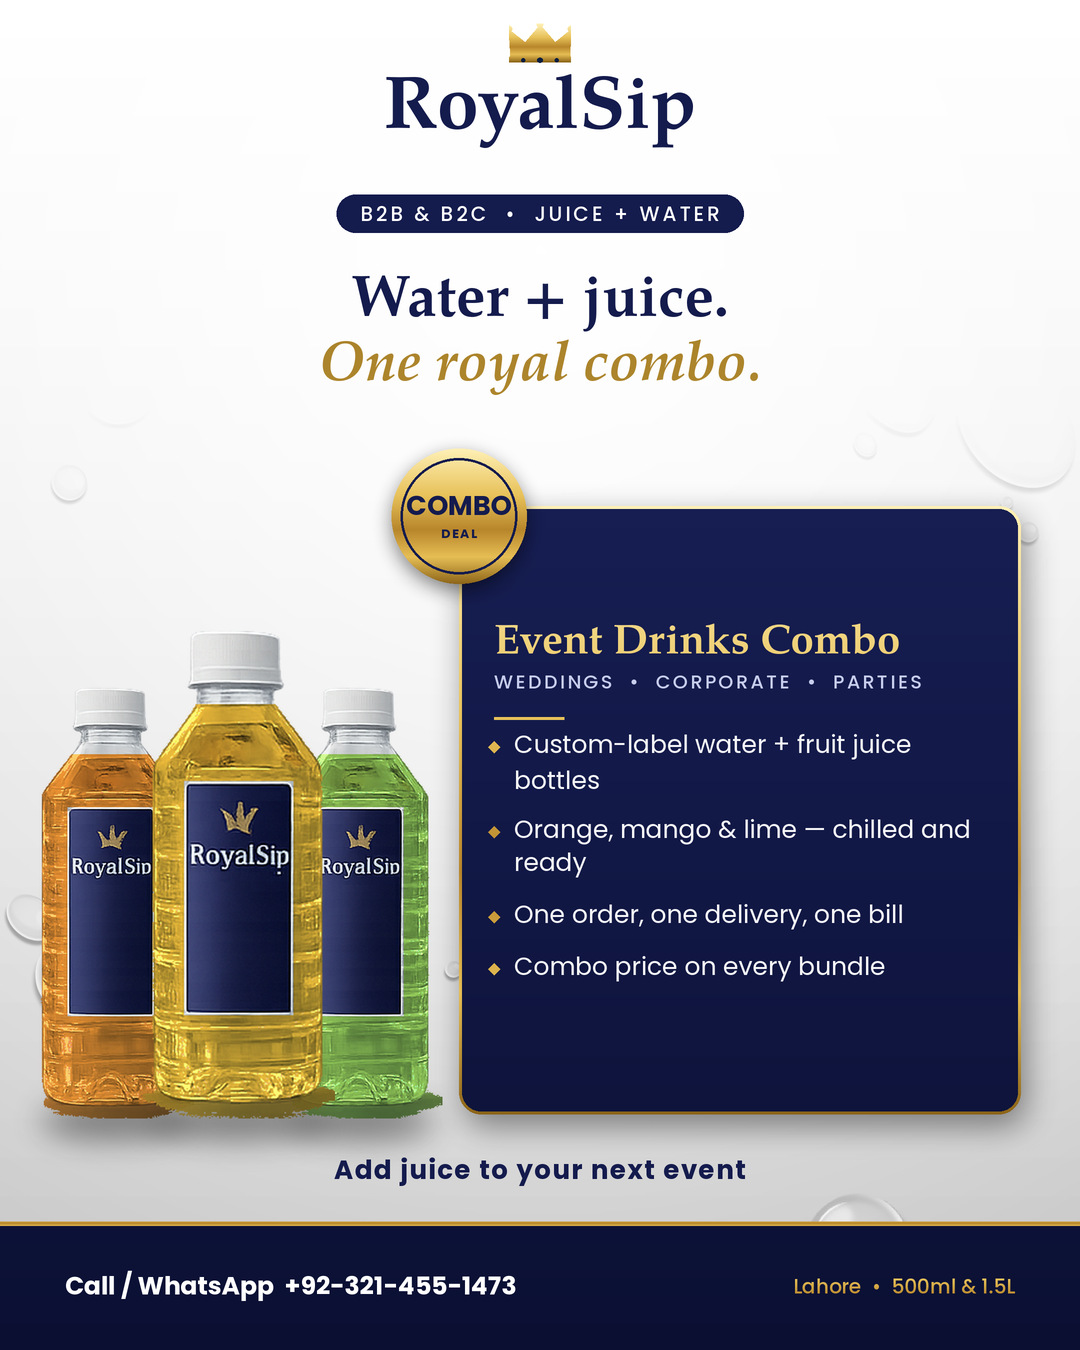 RoyalSip
B2B & B2C • JUICE + WATER
Water + juice.
One royal combo.
COMBO
DEAL
Event Drinks Combo
WEDDINGS • CORPORATE • PARTIES
Custom-label water + fruit juice
bottles
Orange, mango & lime — chilled and
ready
One order, one delivery, one bill
Combo price on every bundle
RoyalSip
RoyalSip
RoyalSip
Add juice to your next event
Call / WhatsApp +92-321-455-1473
Lahore • 500ml & 1.5L